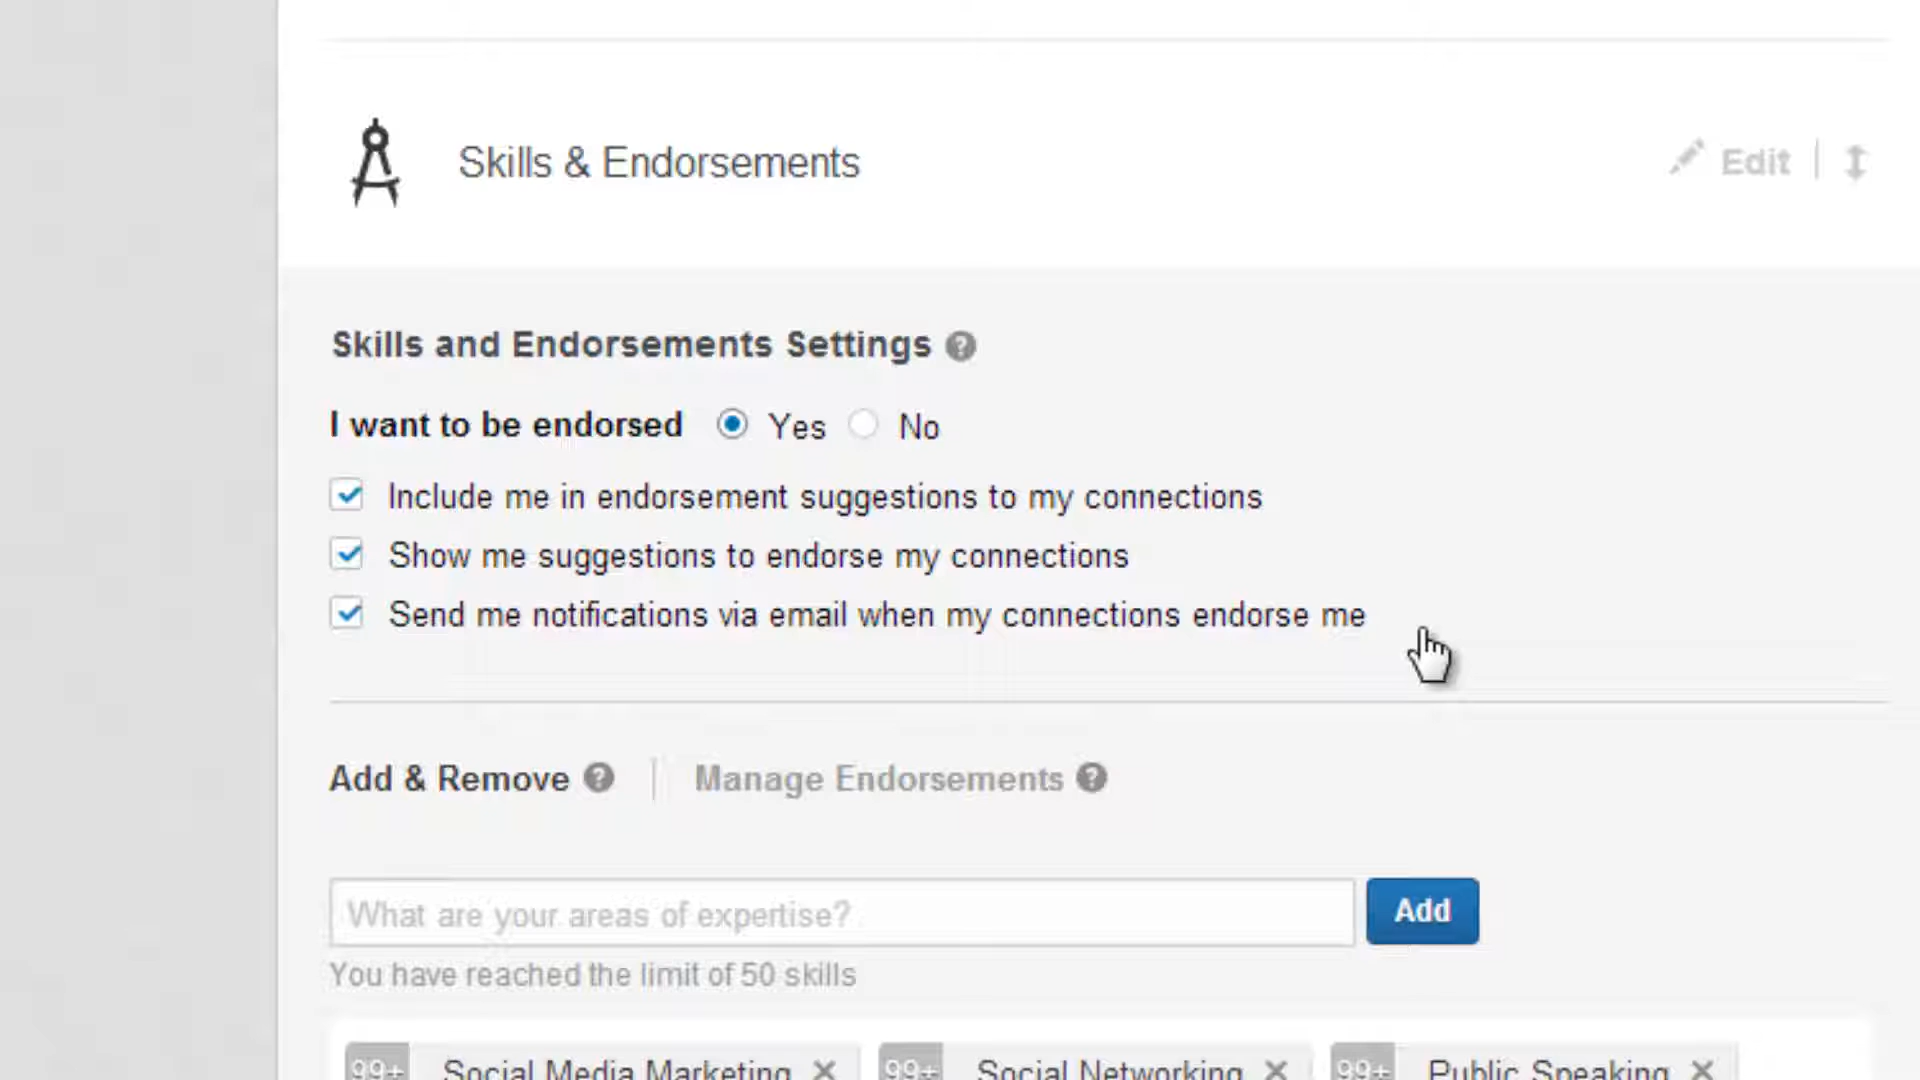 Skills & Endorsements
Edit
Skills and Endorsements Settings ?
I want to be endorsed Yes No
Include me in endorsement suggestions to my connections
Show me suggestions to endorse my connections
Send me notifications via email when my connections endorse me
Add & Remove ? Manage Endorsements ?
What are your areas of expertise? Add
You have reached the limit of 50 skills
99+ Social Media Marketing × 99+ Social Networking × 99+ Public Speaking ×